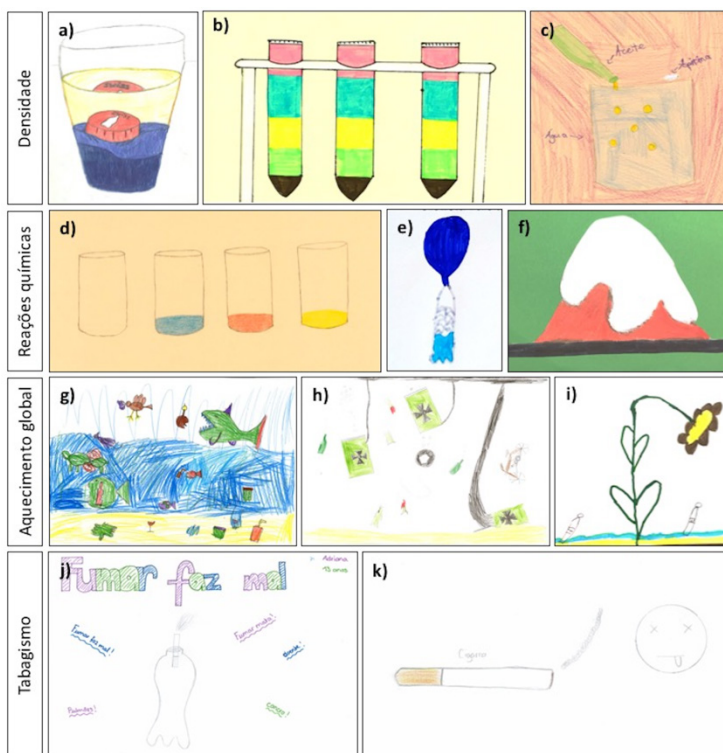 Densidade
a)
b)
c)
Azeite
Água
Reações químicas
d)
e)
f)
Aquecimento global
g)
h)
i)
Tabagismo
j)
Fumar faz mal
Adriana
13 anos
Fumar faz mal!
Fumar mata!
Pulmões!
Cancro!
k)
Cigarro